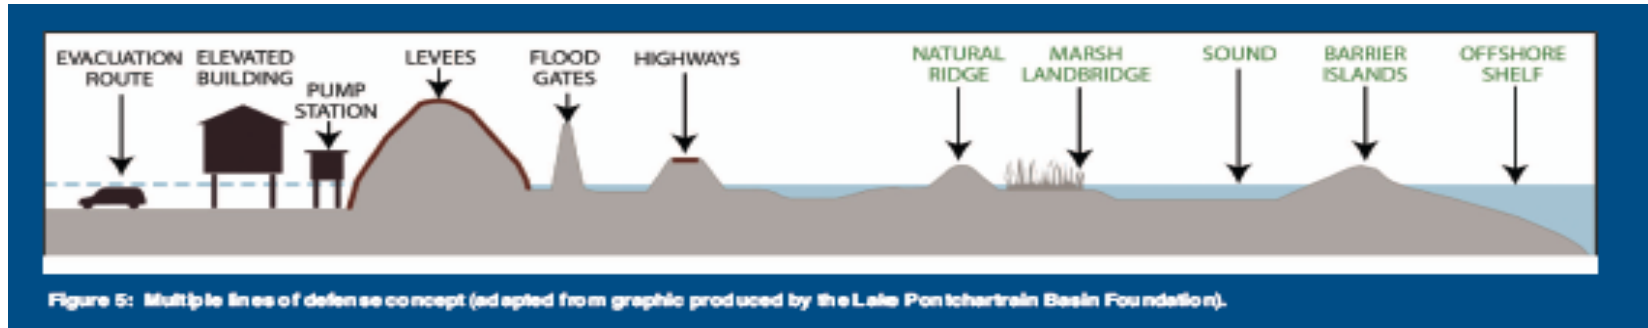 EVACUATION
ROUTE
ELEVATED
BUILDING
PUMP
STATION
LEVEES
FLOOD
GATES
HIGHWAYS
NATURAL
RIDGE
MARSH
LANDBRIDGE
SOUND
BARRIER
ISLANDS
OFFSHORE
SHELF
Figure 5: Multiple lines of defense concept (adapted from graphic produced by the Lake Pontchartrain Basin Foundation).